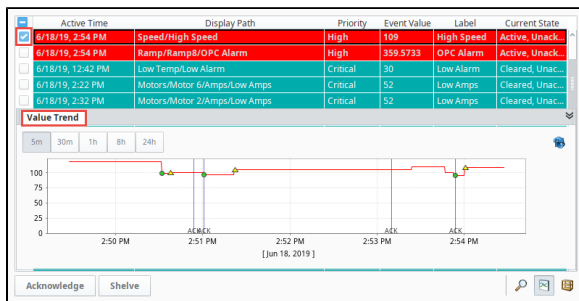 Active Time Display Path Priority Event Value Label Current State
6/18/19, 2:54 PM Speed/High Speed High 109 High Speed Active, Unack...
6/18/19, 2:54 PM Ramp/Ramp8/OPC Alarm High 359.5733 OPC Alarm Active, Unack...
6/18/19, 12:42 PM Low Temp/Low Alarm Critical 30 Low Alarm Cleared, Unac...
6/18/19, 2:22 PM Motors/Motor 6/Amps/Low Amps Critical 52 Low Amps Cleared, Unac...
6/18/19, 2:32 PM Motors/Motor 2/Amps/Low Amps Critical 52 Low Amps Cleared, Unac...
Value Trend
5m 30m 1h 8h 24h
100
75
50
25
0
ACK ACK ACK ACK
2:50 PM 2:51 PM 2:52 PM 2:53 PM 2:54 PM
[ Jun 18, 2019 ]
Acknowledge Shelve